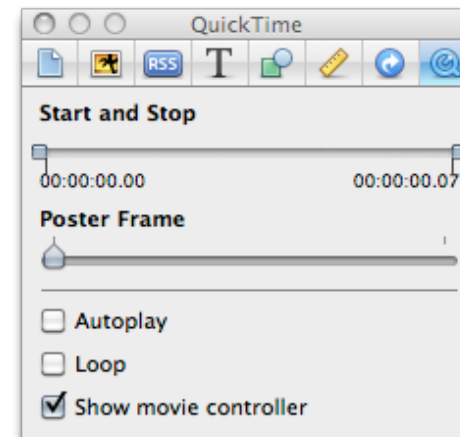 QuickTime
RSS T
Start and Stop
00:00:00.00 00:00:00.07
Poster Frame
Autoplay
Loop
Show movie controller